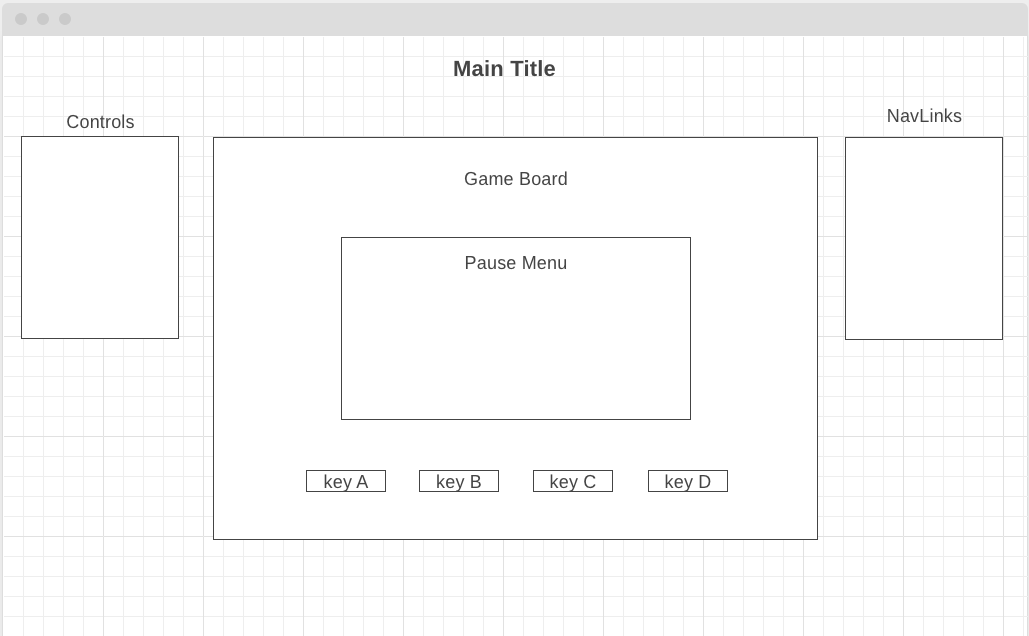 Main Title
Controls
NavLinks
Game Board
Pause Menu
key A
key B
key C
key D